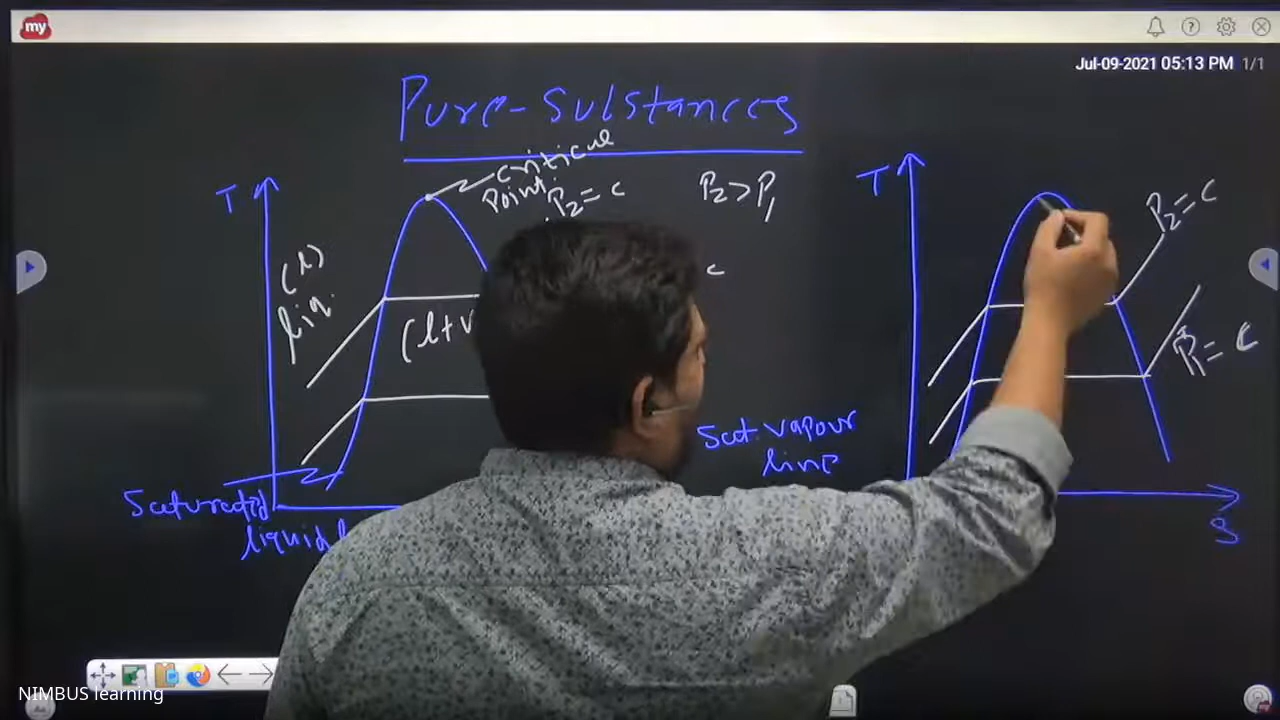 my
Jul-09-2021 05:13 PM 1/1
Pure-Substances
critical
Point
T
P2 = C
P2 > P1
(l)
liq.
(l+v
C
Saturated
liquid
Sat. vapour
line
T
P2 = C
P1 = C
S
NIMBUS learning